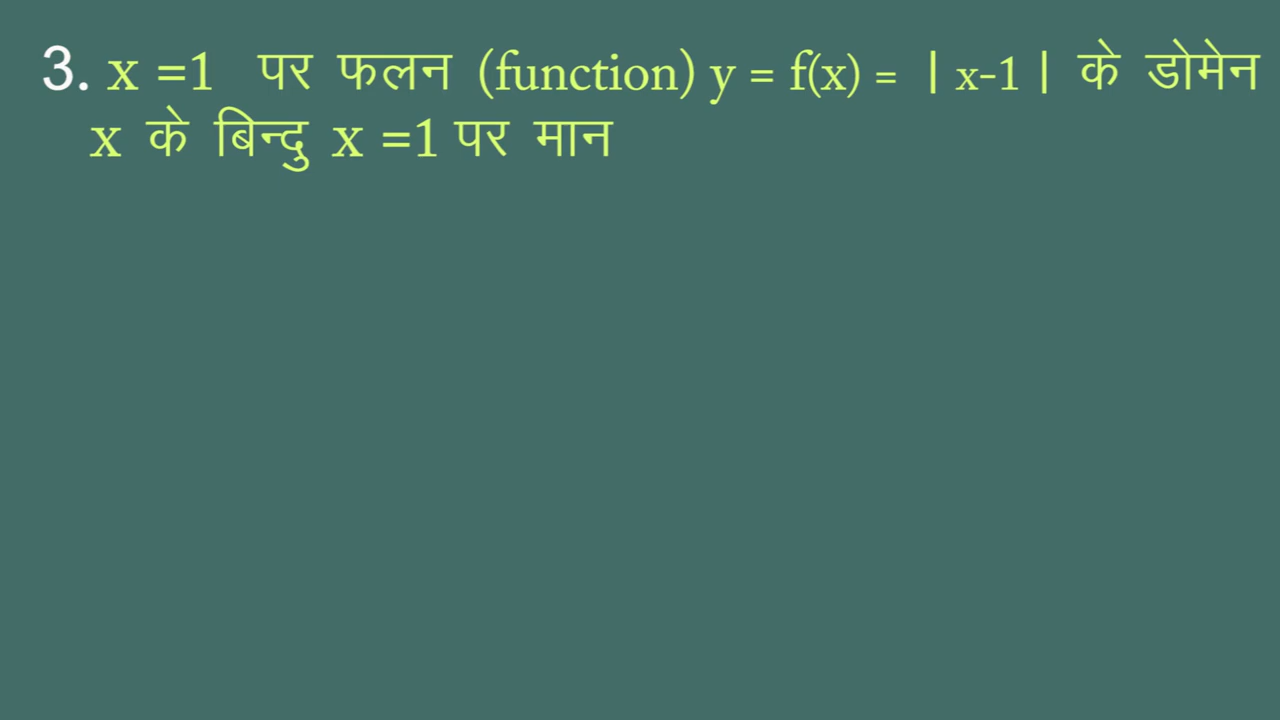 3. x =1 पर फलन (function) y = f(x) = | x-1 | के डोमेन
x के बिन्दु x =1 पर मान